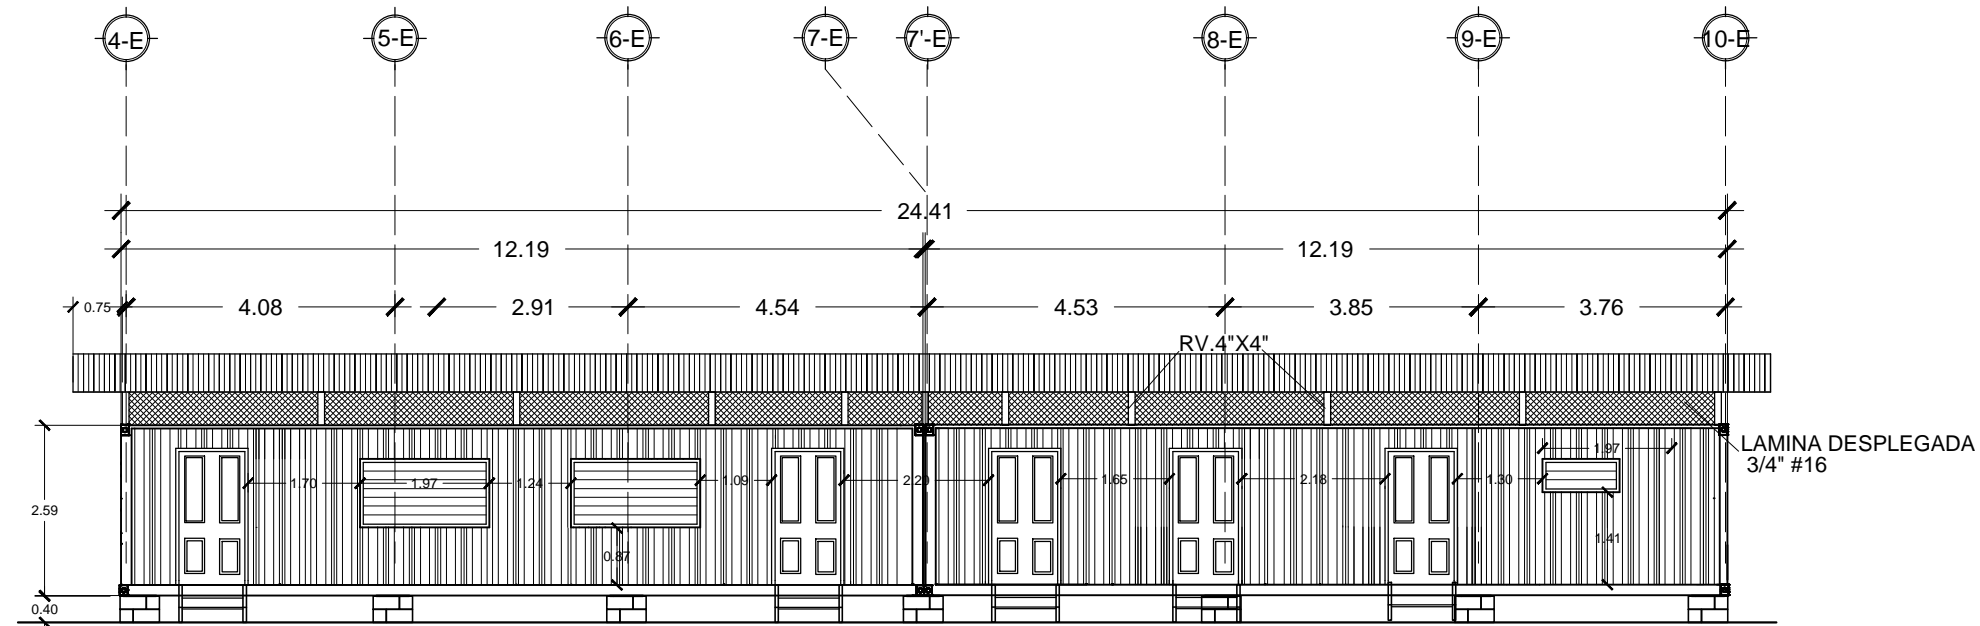 4-E
5-E
6-E
7-E
7'-E
8-E
9-E
10-E
24.41
12.19
12.19
0.75
4.08
2.91
4.54
4.53
3.85
3.76
RV.4"X4"
LAMINA DESPLEGADA
3/4" #16
1.70
1.97
1.24
1.09
2.20
1.65
2.18
1.30
1.97
2.59
0.87
1.41
0.40